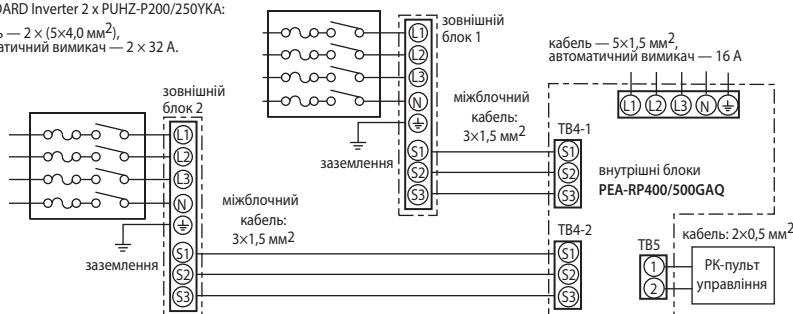 DARD Inverter 2 x PUHZ-P200/250YKA:
ь — 2 × (5×4,0 мм2),
матичний вимикач — 2 × 32 А.
зовнішній
блок 1
L1
L2
L3
N
S1
S2
S3
заземлення
міжблочний
кабель:
3×1,5 мм2
кабель — 5×1,5 мм2,
автоматичний вимикач — 16 А
L1 L2 L3 N
TB4-1
S1
S2
S3
внутрішні блоки
PEA-RP400/500GAQ
зовнішній
блок 2
L1
L2
L3
N
S1
S2
S3
заземлення
міжблочний
кабель:
3×1,5 мм2
TB4-2
S1
S2
S3
TB5
1
2
кабель: 2×0,5 мм2
РК-пульт
управління